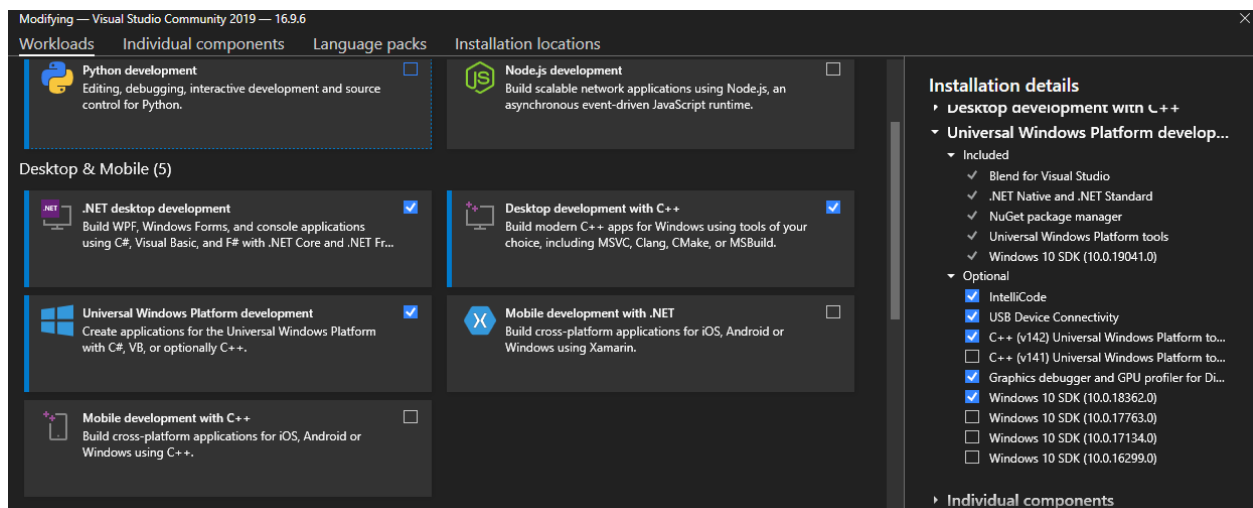 Modifying — Visual Studio Community 2019 — 16.9.6
Workloads Individual components Language packs Installation locations
Python development
Editing, debugging, interactive development and source
control for Python.
Node.js development
Build scalable network applications using Node.js, an
asynchronous event-driven JavaScript runtime.
Desktop & Mobile (5)
.NET
.NET desktop development
Build WPF, Windows Forms, and console applications
using C#, Visual Basic, and F# with .NET Core and .NET Fr...
Desktop development with C++
Build modern C++ apps for Windows using tools of your
choice, including MSVC, Clang, CMake, or MSBuild.
Universal Windows Platform development
Create applications for the Universal Windows Platform
with C#, VB, or optionally C++.
Mobile development with .NET
Build cross-platform applications for iOS, Android or
Windows using Xamarin.
Mobile development with C++
Build cross-platform applications for iOS, Android or
Windows using C++.
Installation details
Desktop development with C++
Universal Windows Platform develop...
Included
Blend for Visual Studio
.NET Native and .NET Standard
NuGet package manager
Universal Windows Platform tools
Windows 10 SDK (10.0.19041.0)
Optional
IntelliCode
USB Device Connectivity
C++ (v142) Universal Windows Platform to...
C++ (v141) Universal Windows Platform to...
Graphics debugger and GPU profiler for Di...
Windows 10 SDK (10.0.18362.0)
Windows 10 SDK (10.0.17763.0)
Windows 10 SDK (10.0.17134.0)
Windows 10 SDK (10.0.16299.0)
Individual components